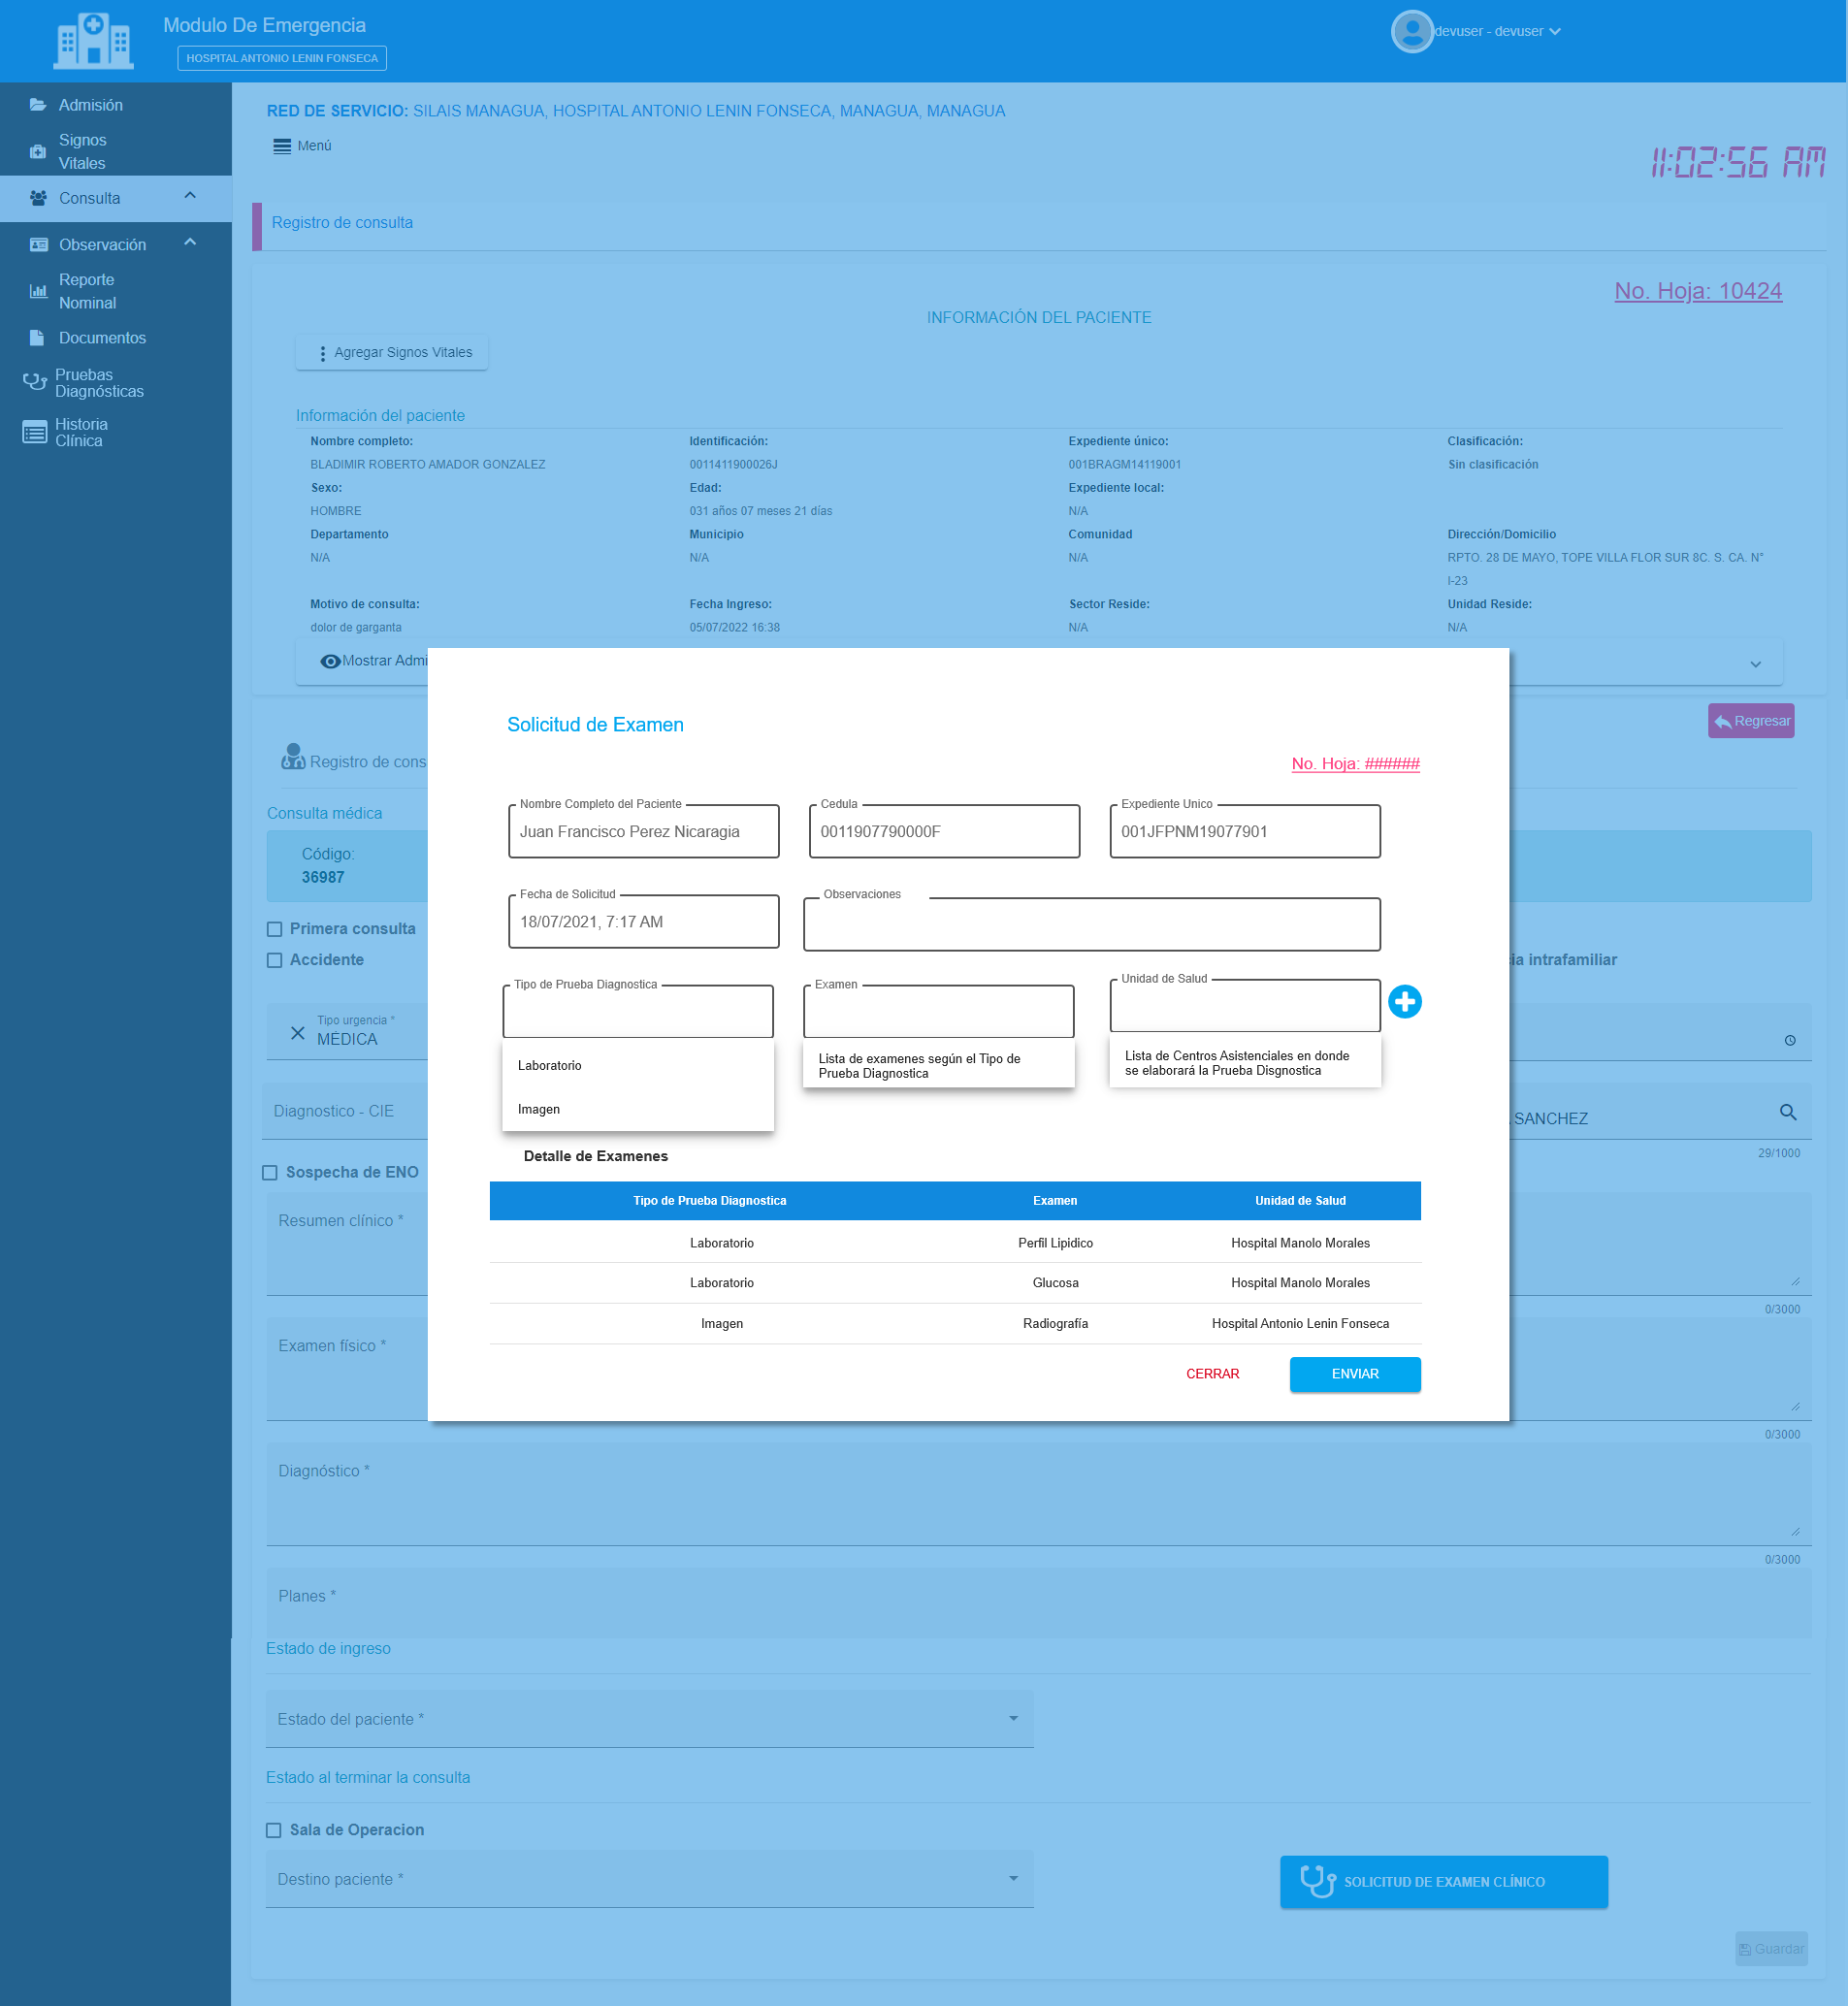 Modulo De Emergencia
HOSPITAL ANTONIO LENIN FONSECA
devuser - devuser
Admisión
Signos
Vitales
Consulta
Observación
Reporte
Nominal
Documentos
Pruebas
Diagnósticas
Historia
Clínica
RED DE SERVICIO: SILAIS MANAGUA, HOSPITAL ANTONIO LENIN FONSECA, MANAGUA, MANAGUA
Menú
11:02:56 AM
Registro de consulta
No. Hoja: 10424
INFORMACIÓN DEL PACIENTE
Agregar Signos Vitales
Información del paciente
Nombre completo: Identificación: Expediente único: Clasificación:
BLADIMIR ROBERTO AMADOR GONZALEZ 0011411900026J 001BRAGM14119001 Sin clasificación
Sexo: Edad: Expediente local:
HOMBRE 031 años 07 meses 21 días N/A
Departamento Municipio Comunidad Dirección/Domicilio
N/A N/A N/A RPTO. 28 DE MAYO, TOPE VILLA FLOR SUR 8C. S. CA. N°
I-23
Motivo de consulta: Fecha Ingreso: Sector Reside: Unidad Reside:
dolor de garganta 05/07/2022 16:38 N/A N/A
Mostrar Admi
Regresar
Registro de cons
Consulta médica
Código:
36987
Primera consulta
Accidente
ia intrafamiliar
Tipo urgencia *
MÉDICA
Diagnostico - CIE
SANCHEZ
29/1000
Sospecha de ENO
Resumen clínico *
0/3000
Examen físico *
0/3000
Diagnóstico *
0/3000
Planes *
Estado de ingreso
Estado del paciente *
Estado al terminar la consulta
Sala de Operacion
Destino paciente *
SOLICITUD DE EXAMEN CLÍNICO
Guardar
Solicitud de Examen
No. Hoja: ######
Nombre Completo del Paciente Cedula Expediente Unico
Juan Francisco Perez Nicaragia 0011907790000F 001JFPNM19077901
Fecha de Solicitud Observaciones
18/07/2021, 7:17 AM
Tipo de Prueba Diagnostica Examen Unidad de Salud
Laboratorio
Imagen
Lista de examenes según el Tipo de
Prueba Diagnostica
Lista de Centros Asistenciales en donde
se elaborará la Prueba Disgnostica
Detalle de Examenes
Tipo de Prueba Diagnostica Examen Unidad de Salud
Laboratorio Perfil Lipidico Hospital Manolo Morales
Laboratorio Glucosa Hospital Manolo Morales
Imagen Radiografía Hospital Antonio Lenin Fonseca
CERRAR ENVIAR